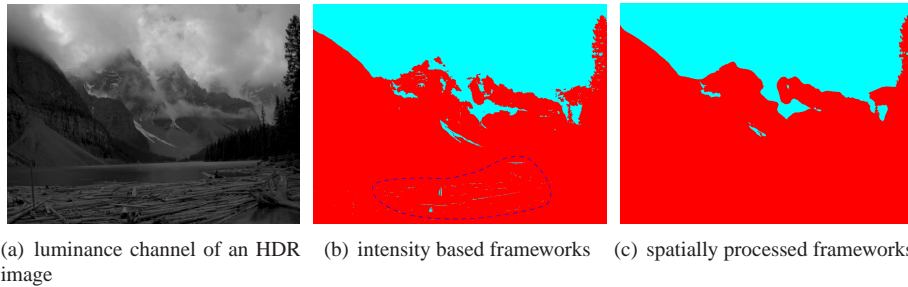 (a) luminance channel of an HDR
image
(b) intensity based frameworks
(c) spatially processed frameworks